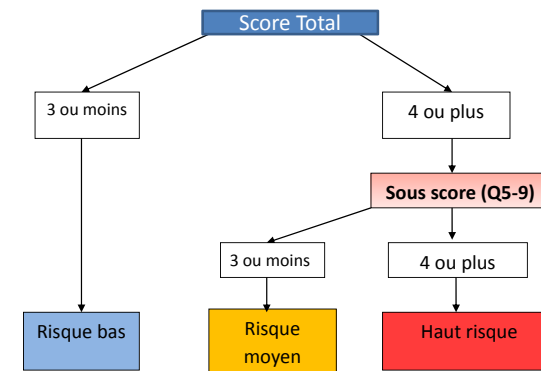 Score Total
3 ou moins
4 ou plus
Sous score (Q5-9)
3 ou moins
4 ou plus
Risque bas
Risque
moyen
Haut risque